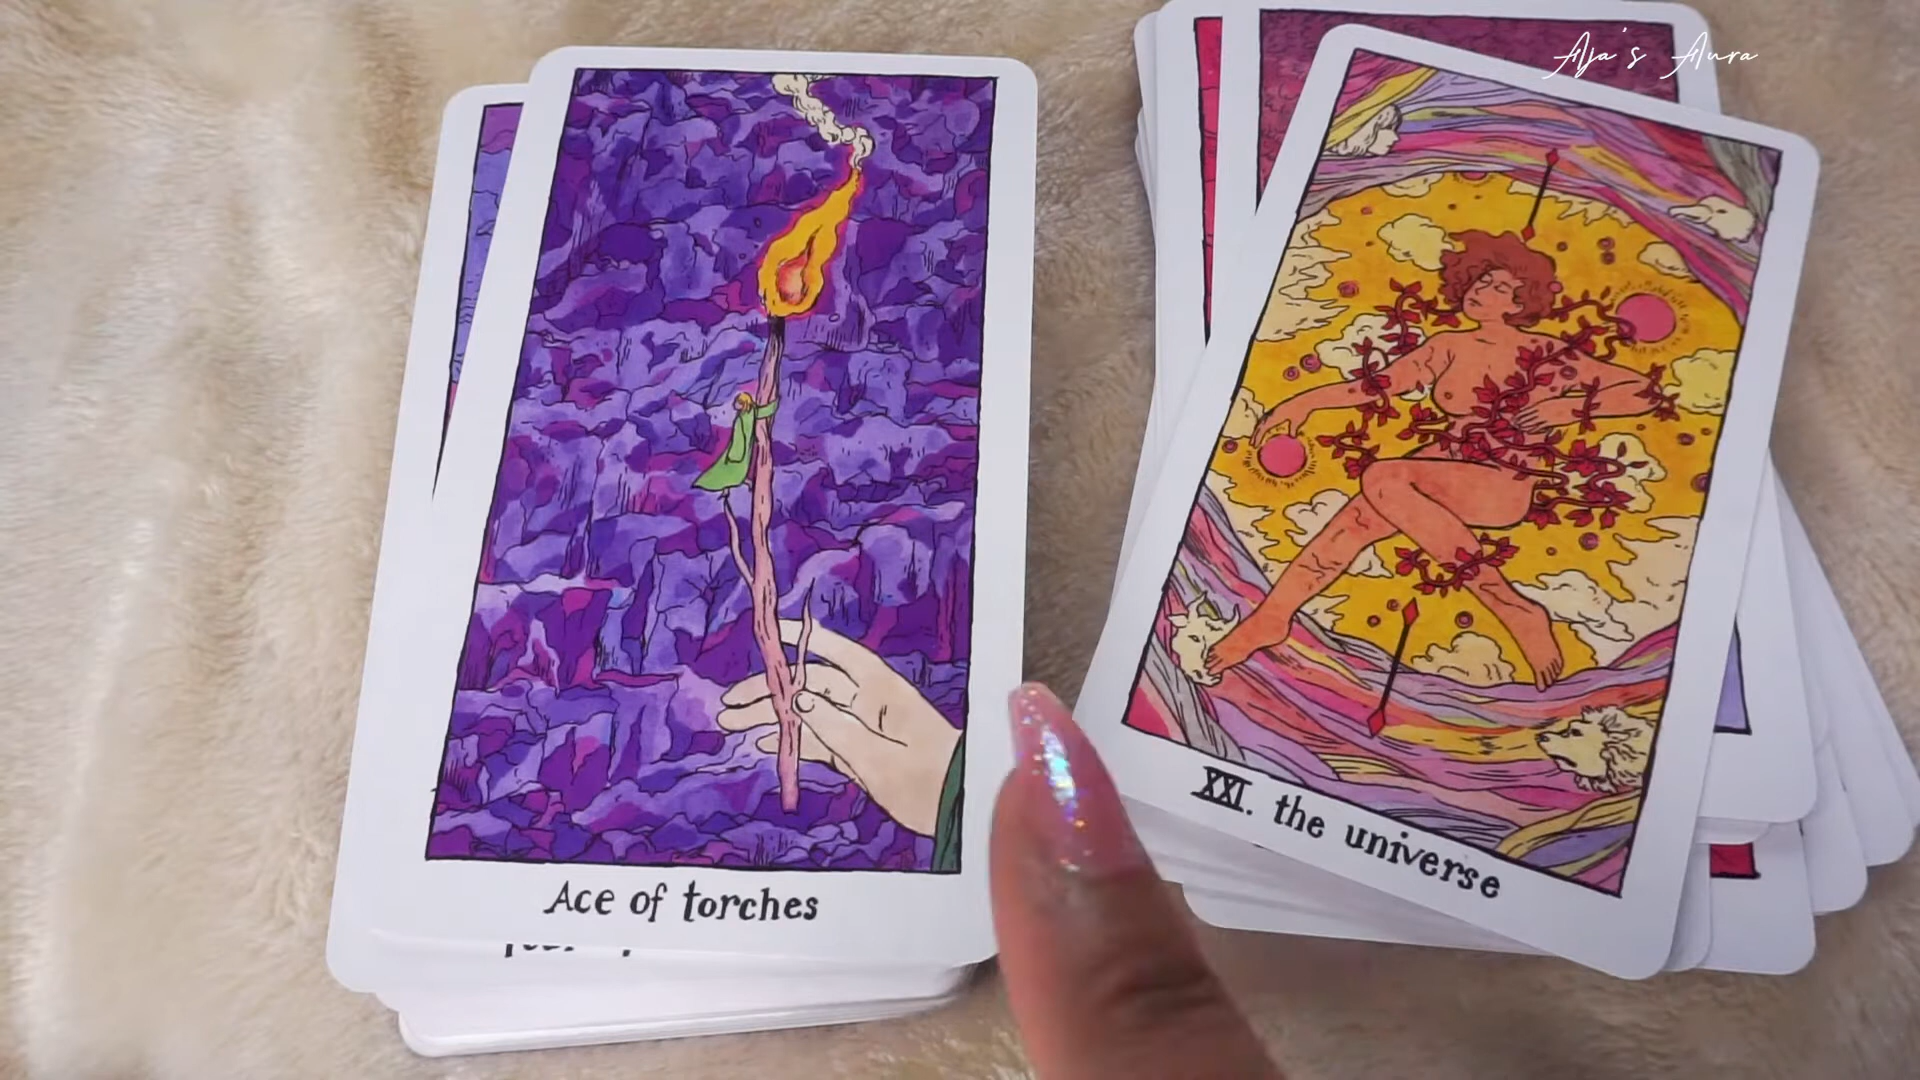 Aja's Aura
Ace of torches
XXI. the universe